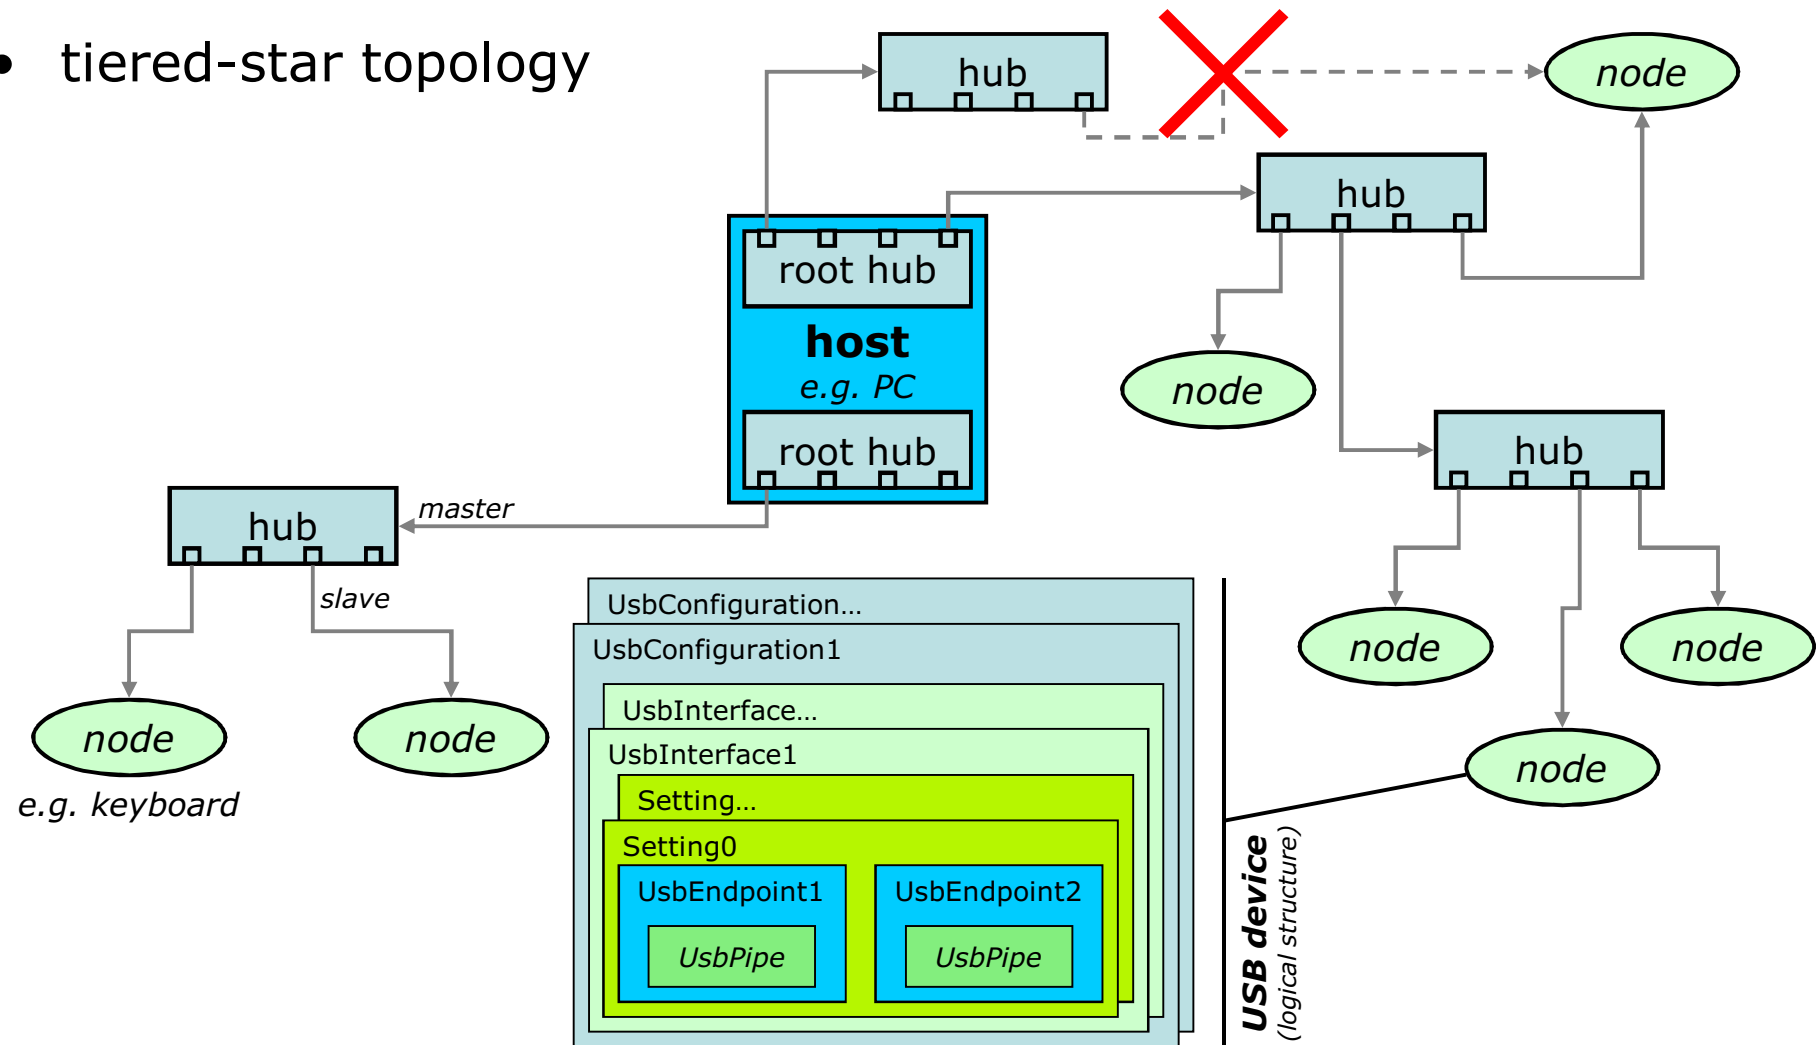 • tiered-star topology
hub
node
hub
root hub
host
e.g. PC
root hub
node
hub
hub
master
slave
node
node
e.g. keyboard
node
node
node
UsbConfiguration...
UsbConfiguration1
UsbInterface...
UsbInterface1
Setting...
Setting0
UsbEndpoint1
UsbEndpoint2
UsbPipe
UsbPipe
USB device
(logical structure)